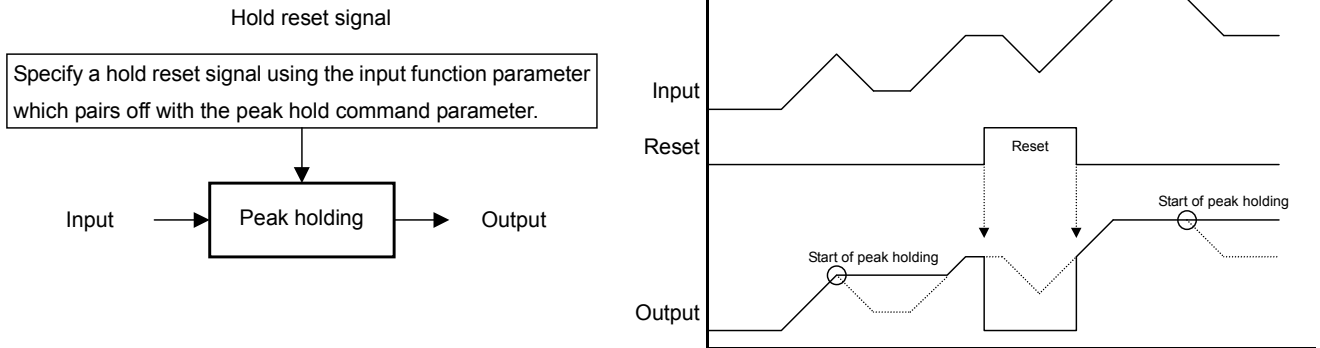 Hold reset signal
Specify a hold reset signal using the input function parameter
which pairs off with the peak hold command parameter.
Input
Peak holding
Output
Input
Reset
Reset
Start of peak holding
Start of peak holding
Output